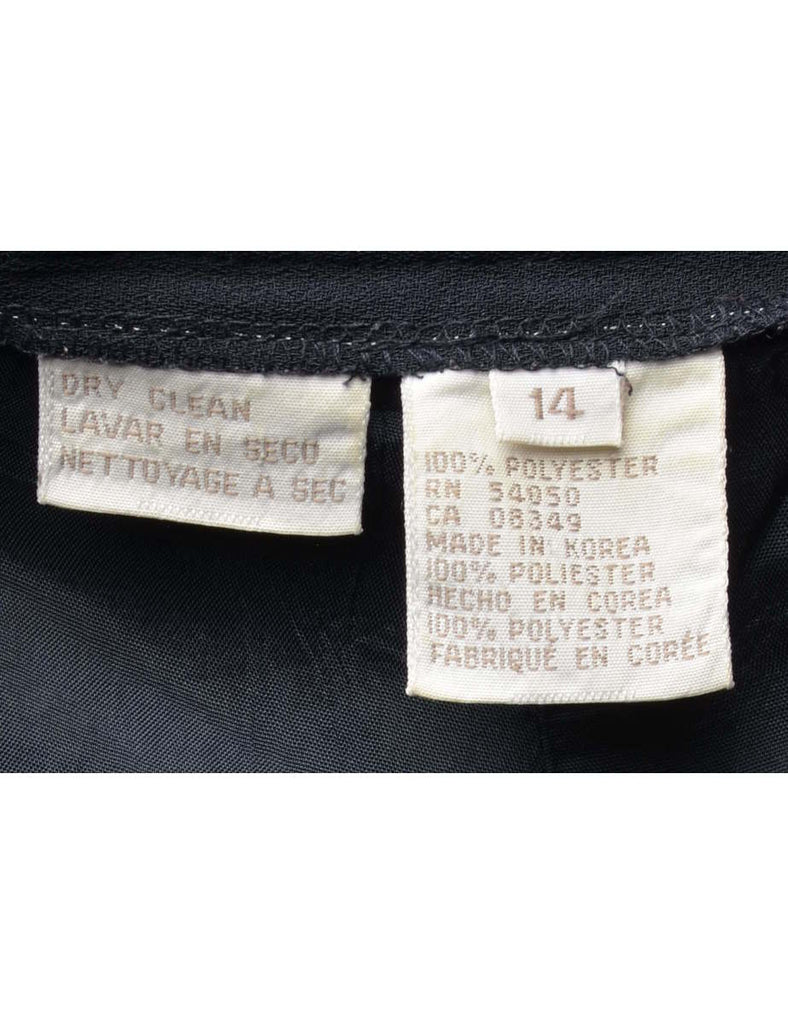 DRY CLEAN
LAVAR EN SECO
NETTOYAGE A SEC
14
100% POLYESTER
RN 54050
CA 06349
MADE IN KOREA
100% POLIESTER
HECHO EN COREA
100% POLYESTER
FABRIQUÉ EN CORÉE